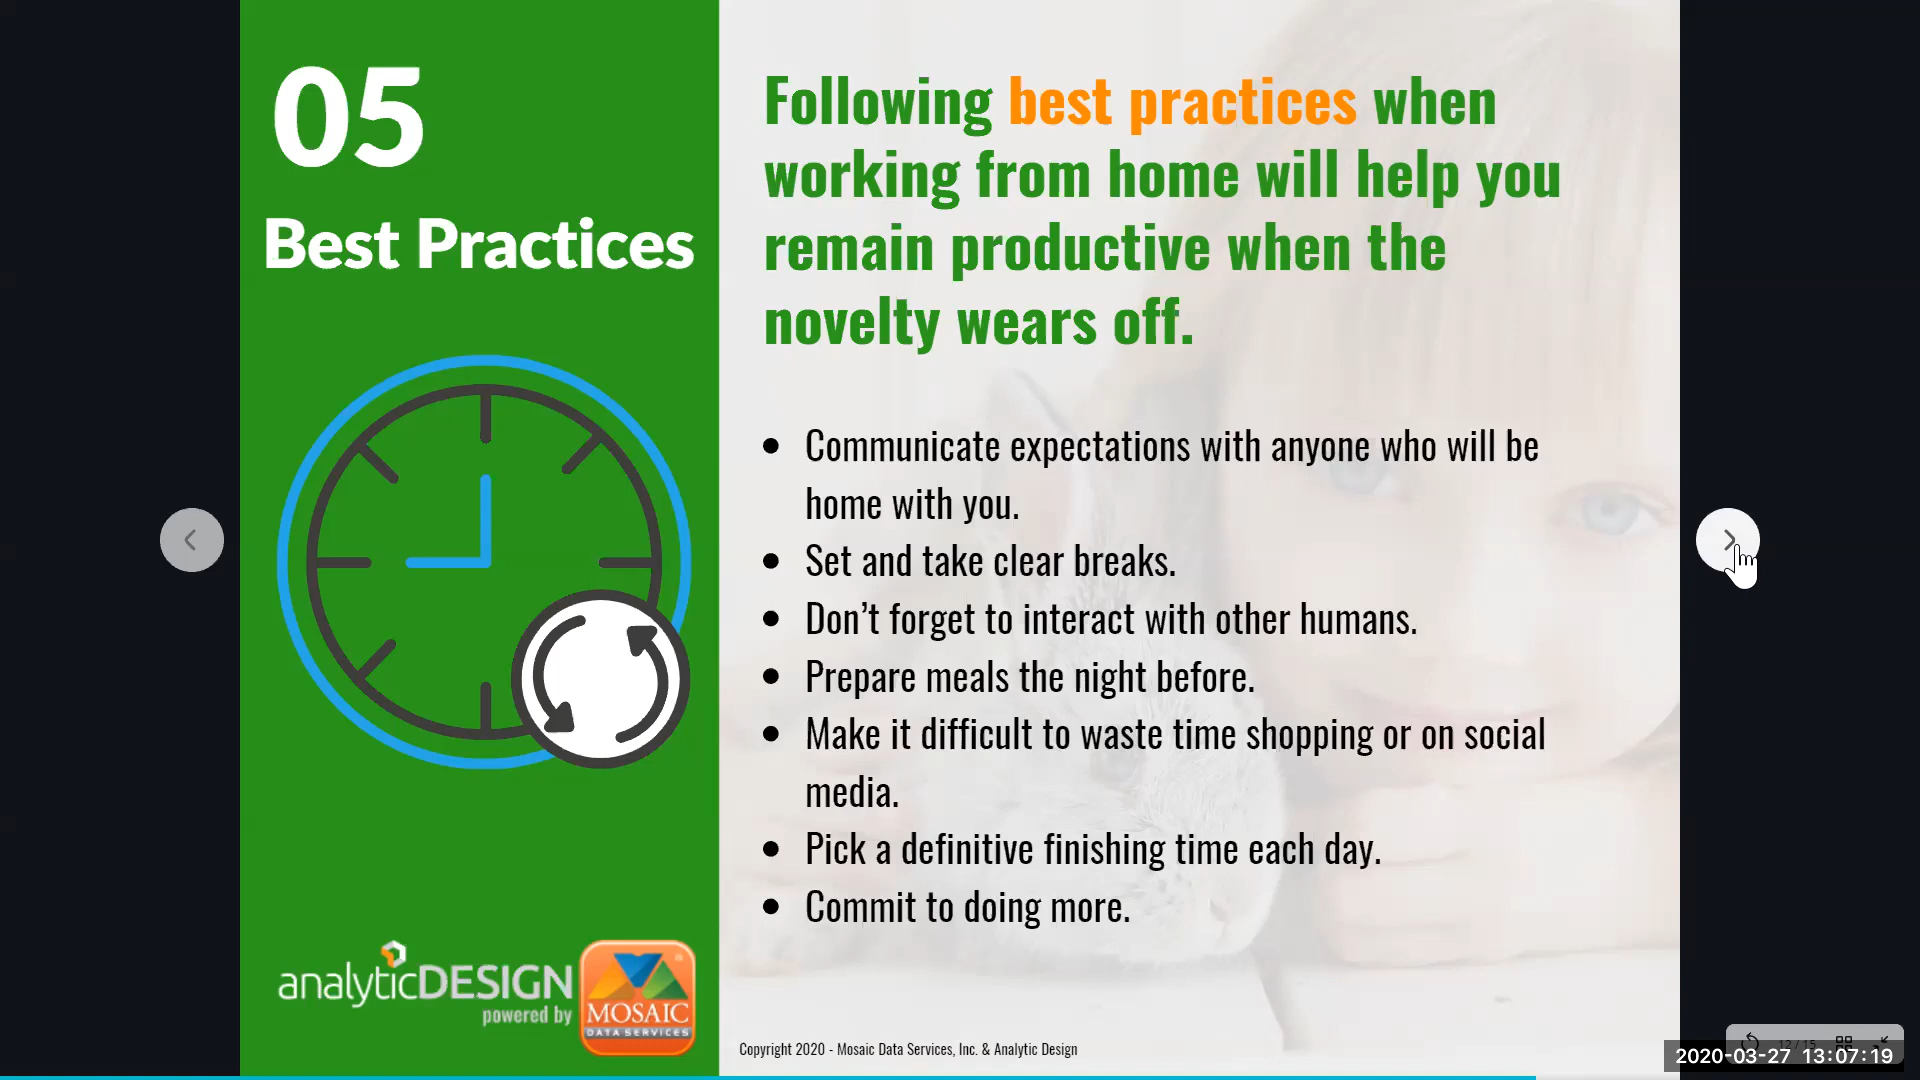 05
Best Practices
Following best practices when
working from home will help you
remain productive when the
novelty wears off.
• Communicate expectations with anyone who will be
home with you.
• Set and take clear breaks.
• Don’t forget to interact with other humans.
• Prepare meals the night before.
• Make it difficult to waste time shopping or on social
media.
• Pick a definitive finishing time each day.
• Commit to doing more.
analyticDESIGN
powered by
MOSAIC
DATA SERVICES
®
Copyright 2020 - Mosaic Data Services, Inc. & Analytic Design
12 / 15
2020-03-27 13:07:19